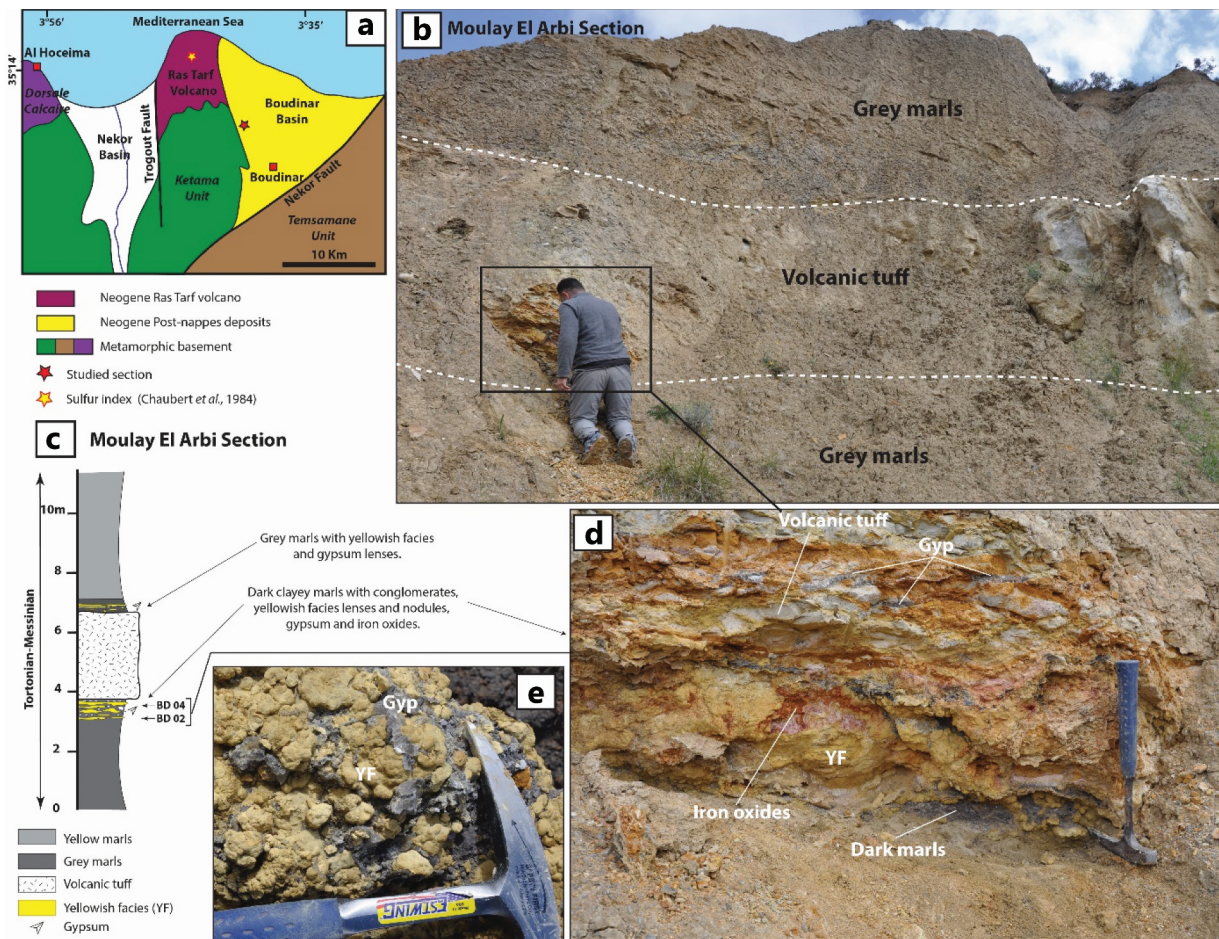 a
3°56'
Mediterranean Sea
3°35'
35°14'
Al Hoceima
Dorsale
Calcaire
Nekor
Basin
Trogout Fault
Ras Tarf
Volcano
Boudinar
Basin
Ketama
Unit
Boudinar
Nekor Fault
Temsamane
Unit
10 Km
Neogene Ras Tarf volcano
Neogene Post-nappes deposits
Metamorphic basement
Studied section
Sulfur index (Chaubert et al., 1984)
b
Moulay El Arbi Section
Grey marls
Volcanic tuff
Grey marls
c
Moulay El Arbi Section
Tortonian-Messinian
10m
8
6
4
2
0
Grey marls with yellowish facies
and gypsum lenses.
Dark clayey marls with conglomerates,
yellowish facies lenses and nodules,
gypsum and iron oxides.
BD 04
BD 02
Yellow marls
Grey marls
Volcanic tuff
Yellowish facies (YF)
Gypsum
d
Volcanic tuff
Gyp
YF
Iron oxides
Dark marls
e
Gyp
YF
ESTWING